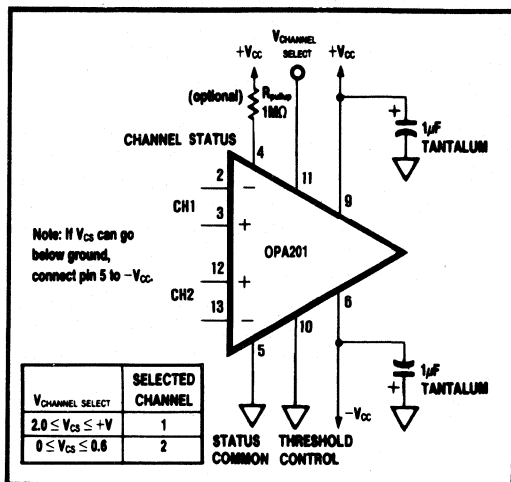 +VCC
VCHANNEL SELECT
+VCC
(optional)
Rpullup
1MΩ
+
1μF
TANTALUM
CHANNEL STATUS
4
11
9
2
−
CH1
3
+
OPA201
Note: If VCS can go
below ground,
connect pin 5 to −VCC.
12
+
CH2
13
−
6
5
10
1μF
+
TANTALUM
−VCC
VCHANNEL SELECT
SELECTED
CHANNEL
2.0 ≤ VCS ≤ +V
1
0 ≤ VCS ≤ 0.6
2
STATUS
COMMON
THRESHOLD
CONTROL